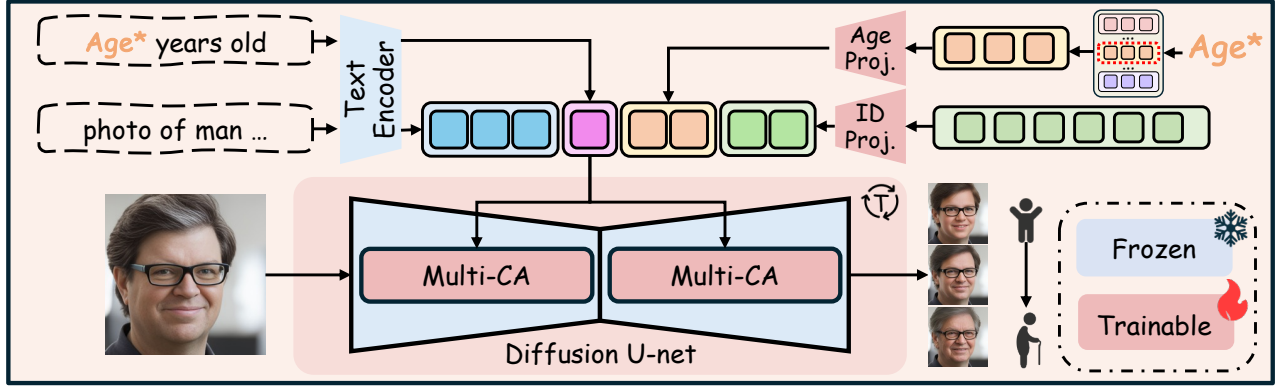 Age* years old
photo of man ...
Text
Encoder
Age
Proj.
Age*
...
...
ID
Proj.
T
Multi-CA
Multi-CA
Diffusion U-net
Frozen
Trainable